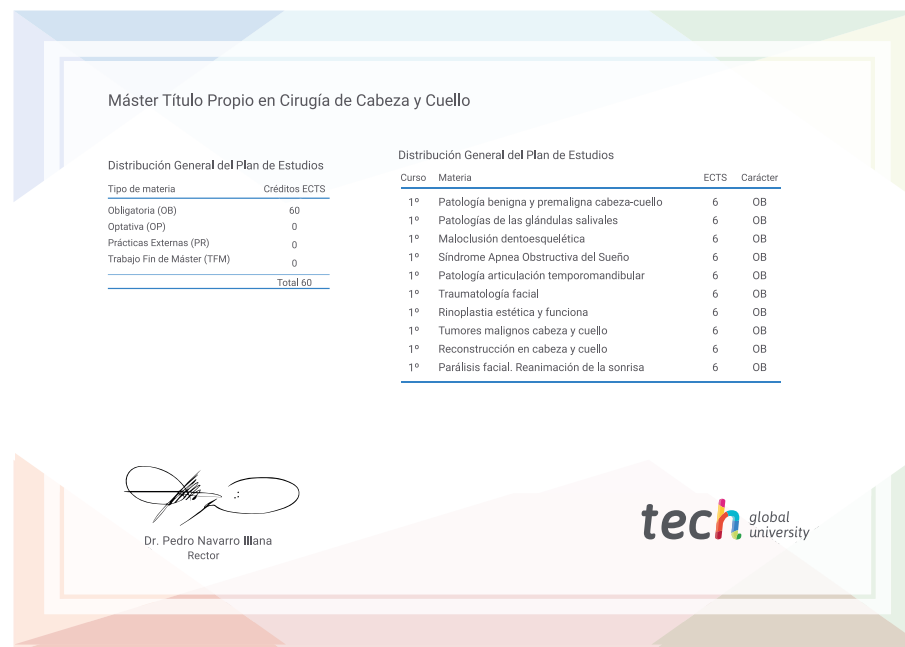 Máster Título Propio en Cirugía de Cabeza y Cuello
Distribución General del Plan de Estudios
Tipo de materia Créditos ECTS
Obligatoria (OB) 60
Optativa (OP) 0
Prácticas Externas (PR) 0
Trabajo Fin de Máster (TFM) 0
Total 60
Distribución General del Plan de Estudios
Curso Materia ECTS Carácter
1º Patología benigna y premaligna cabeza-cuello 6 OB
1º Patologías de las glándulas salivales 6 OB
1º Maloclusión dentoesquelética 6 OB
1º Síndrome Apnea Obstructiva del Sueño 6 OB
1º Patología articulación temporomandibular 6 OB
1º Traumatología facial 6 OB
1º Rinoplastia estética y funciona 6 OB
1º Tumores malignos cabeza y cuello 6 OB
1º Reconstrucción en cabeza y cuello 6 OB
1º Parálisis facial. Reanimación de la sonrisa 6 OB
Dr. Pedro Navarro Illana
Rector
tech global
university